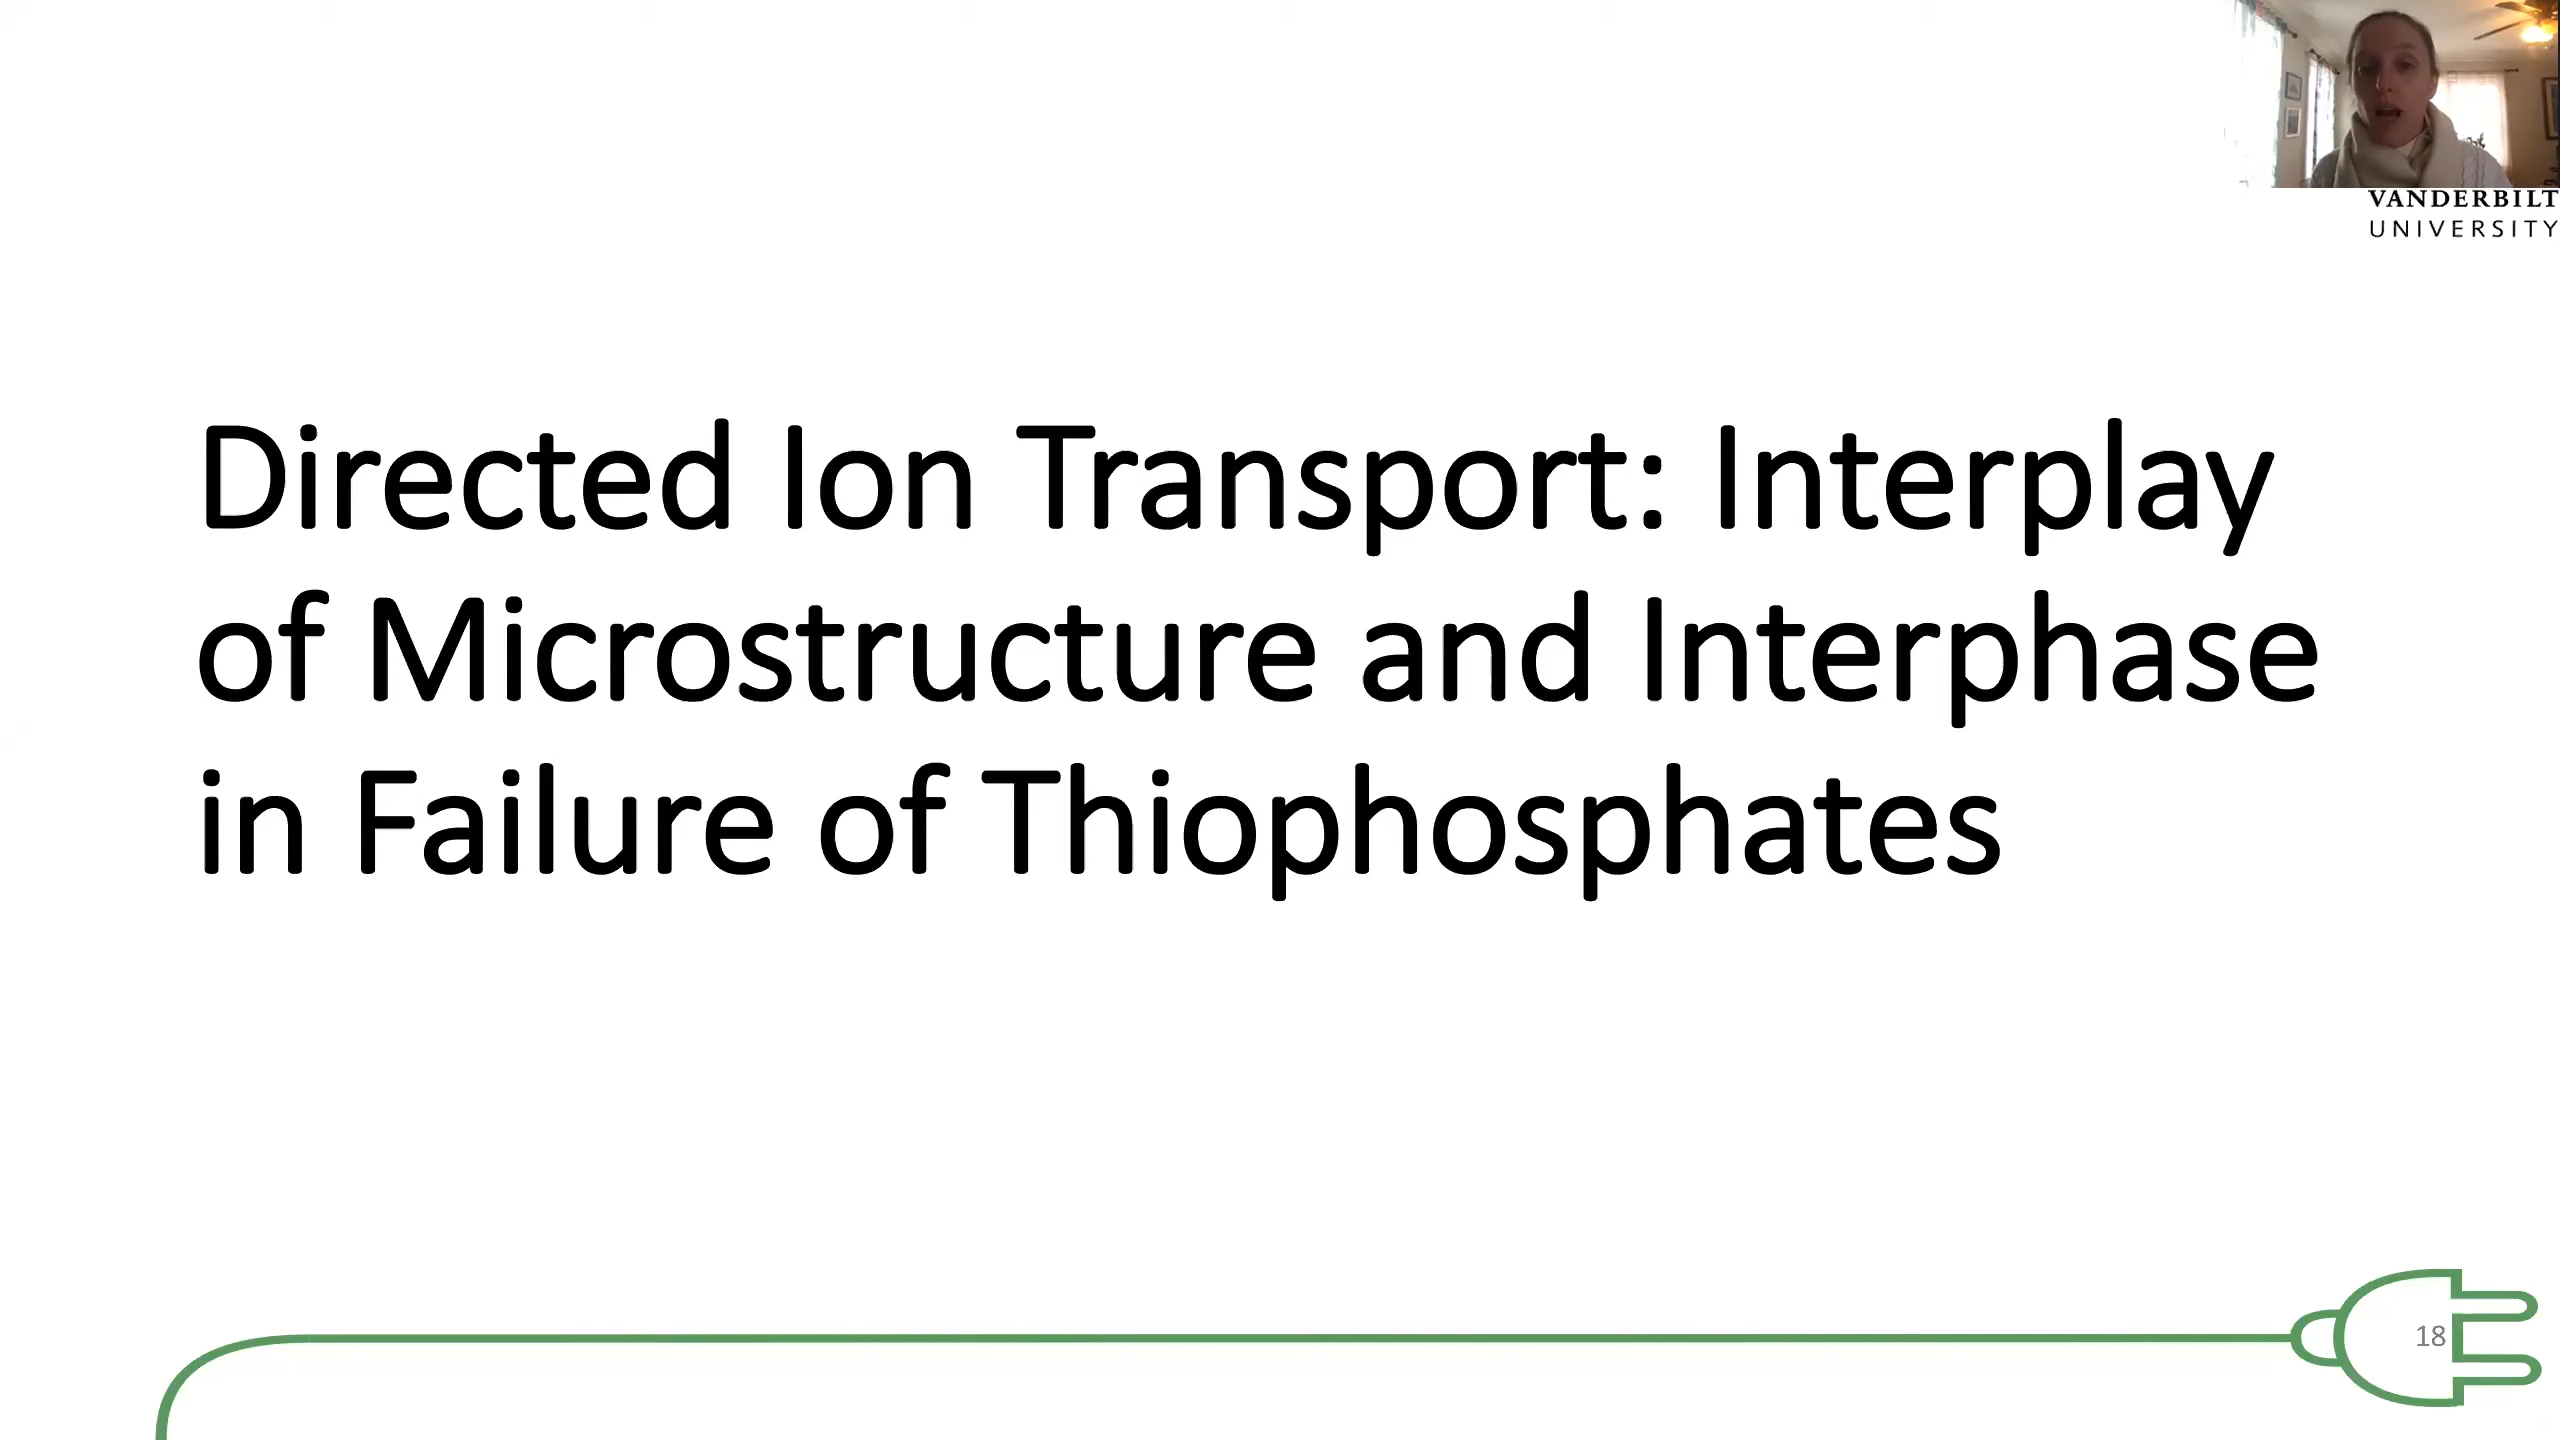 VANDERBILT
UNIVERSITY
Directed Ion Transport: Interplay
of Microstructure and Interphase
in Failure of Thiophosphates
18